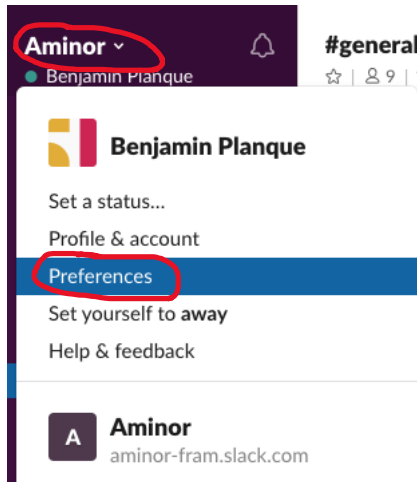 Aminor
#general
Benjamin Planque
9
Benjamin Planque
Set a status...
Profile & account
Preferences
Set yourself to away
Help & feedback
A
Aminor
aminor-fram.slack.com